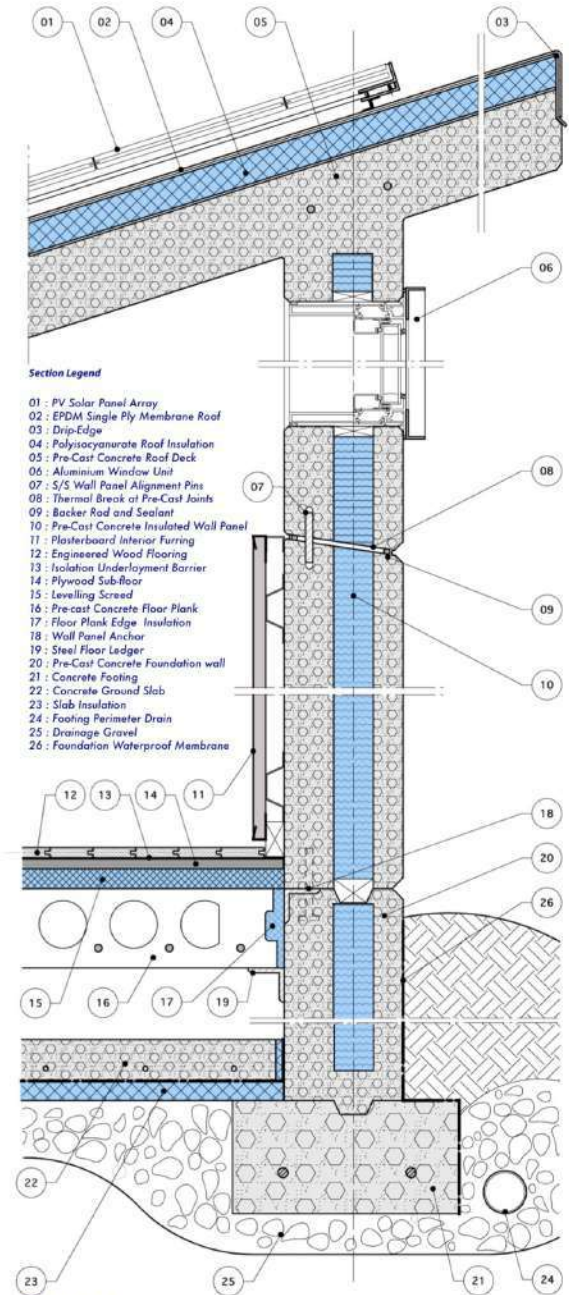 01
02
04
05
03
06
Section Legend
01 : PV Solar Panel Array
02 : EPDM Single Ply Membrane Roof
03 : Drip-Edge
04 : Polyisocyanurate Roof Insulation
05 : Pre-Cast Concrete Roof Deck
06 : Aluminium Window Unit
07 : S/S Wall Panel Alignment Pins
08 : Thermal Break at Pre-Cast Joints
09 : Backer Rod and Sealant
10 : Pre-Cast Concrete Insulated Wall Panel
11 : Plasterboard Interior Furring
12 : Engineered Wood Flooring
13 : Isolation Underlayment Barrier
14 : Plywood Sub-floor
15 : Levelling Screed
16 : Pre-cast Concrete Floor Plank
17 : Floor Plank Edge Insulation
18 : Wall Panel Anchor
19 : Steel Floor Ledger
20 : Pre-Cast Concrete Foundation wall
21 : Concrete Footing
22 : Concrete Ground Slab
23 : Slab Insulation
24 : Footing Perimeter Drain
25 : Drainage Gravel
26 : Foundation Waterproof Membrane
07
08
09
10
12
13
14
11
18
20
26
15
16
17
19
22
23
25
21
24